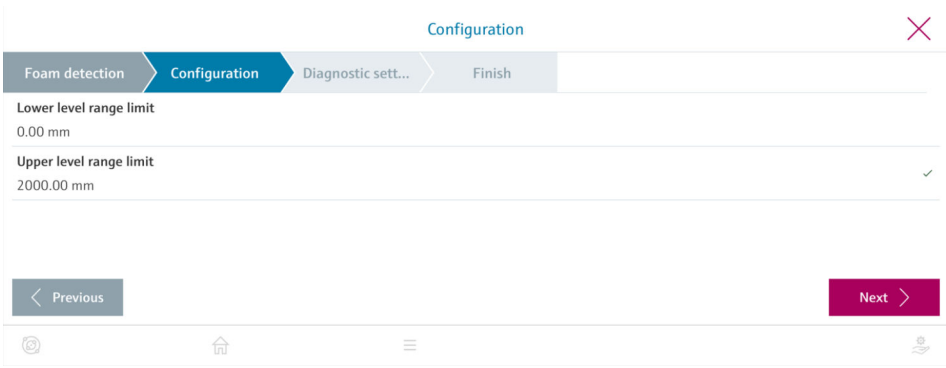 Configuration
Foam detection
Configuration
Diagnostic sett...
Finish
Lower level range limit
0.00 mm
Upper level range limit
2000.00 mm
Previous
Next